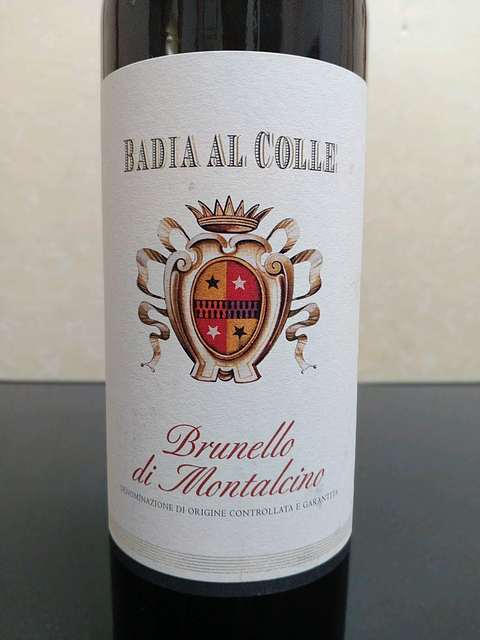 BADIA AL COLLE
Brunello
di Montalcino
DENOMINAZIONE DI ORIGINE CONTROLLATA E GARANTITA